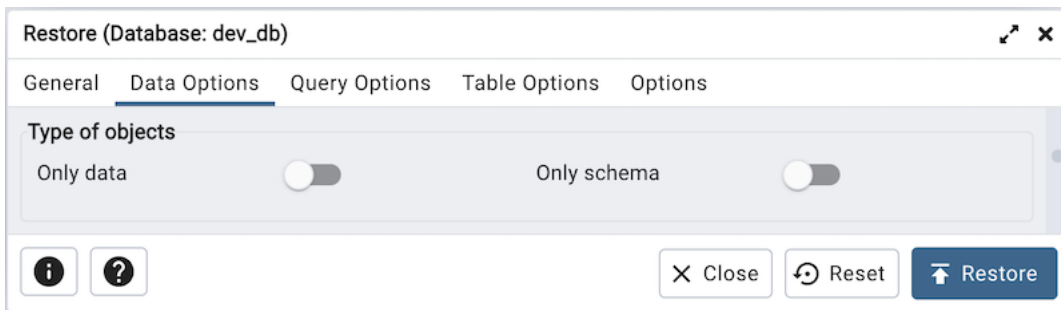 Restore (Database: dev_db)
General Data Options Query Options Table Options Options
Type of objects
Only data Only schema
Close Reset Restore